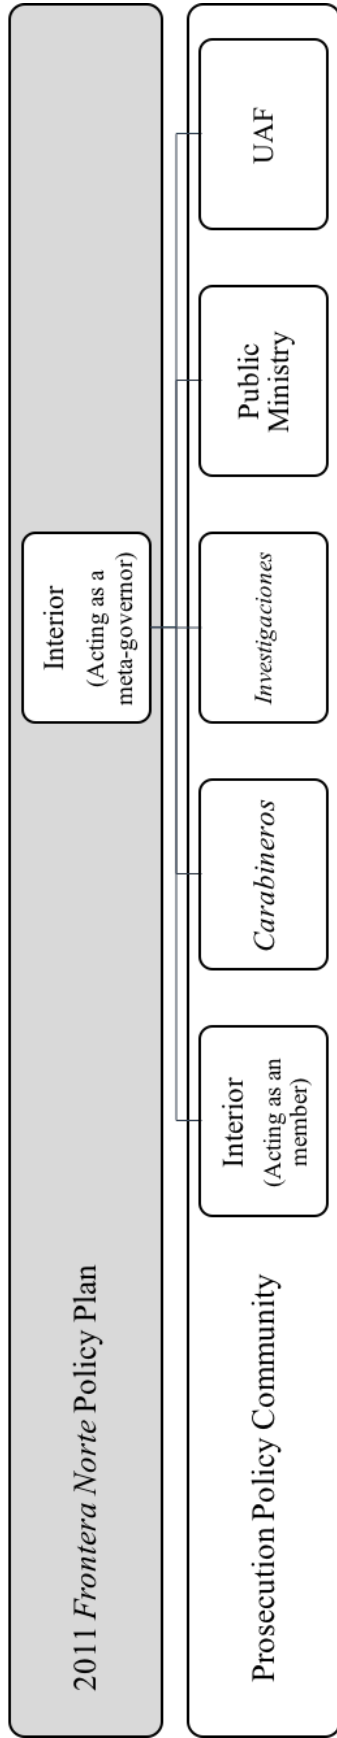 2011 Frontera Norte Policy Plan
Interior
(Acting as a
meta-governor)
Prosecution Policy Community
Interior
(Acting as an
member)
Carabineros
Investigaciones
Public
Ministry
UAF